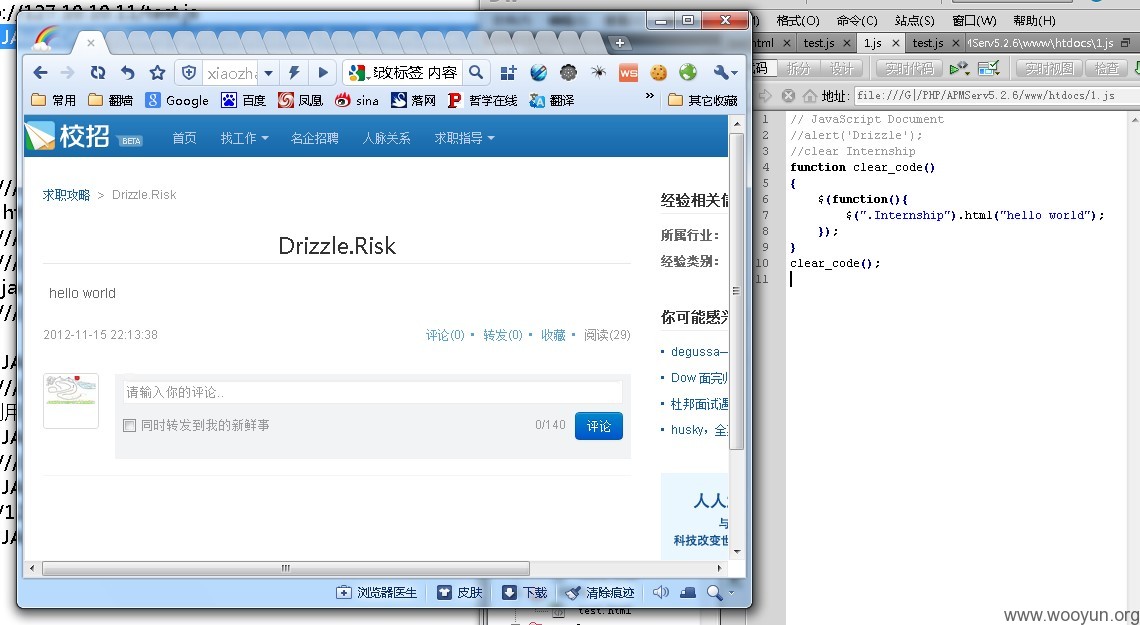 ://127.10.10.11/test.js
格式(O) 命令(C) 站点(S) 窗口(W) 帮助(H)
test.js
1.js
test.js
Serv5.2.6\www\htdocs\1.js
拆分 设计 实时代码 实时视图 检查
地址: file:///G|/PHP/APMServ5.2.6/www/htdocs/1.js
xiaozha
改标签 内容
常用 翻墙 Google 百度 凤凰 sina 落网 哲学在线 翻译 » 其它收藏
校招 BETA 首页 找工作 名企招聘 人脉关系 求职指导
求职攻略 > Drizzle.Risk
Drizzle.Risk
hello world
2012-11-15 22:13:38 评论(0) • 转发(0) • 收藏 • 阅读(29)
请输入你的评论..
同时转发到我的新鲜事 0/140 评论
经验相关信
所属行业:
经验类别:
你可能感兴
• degussa—
• Dow 面完
• 杜邦面试遇
• husky，全
人人
与
科技改变世
浏览器医生 皮肤 下载 清除痕迹
test.html
1 // JavaScript Document
2 //alert('Drizzle');
3 //clear Internship
4 function clear_code()
5 {
6 $(function(){
7 $(".Internship").html("hello world");
8 });
9 }
10 clear_code();
11
www.wooyun.org